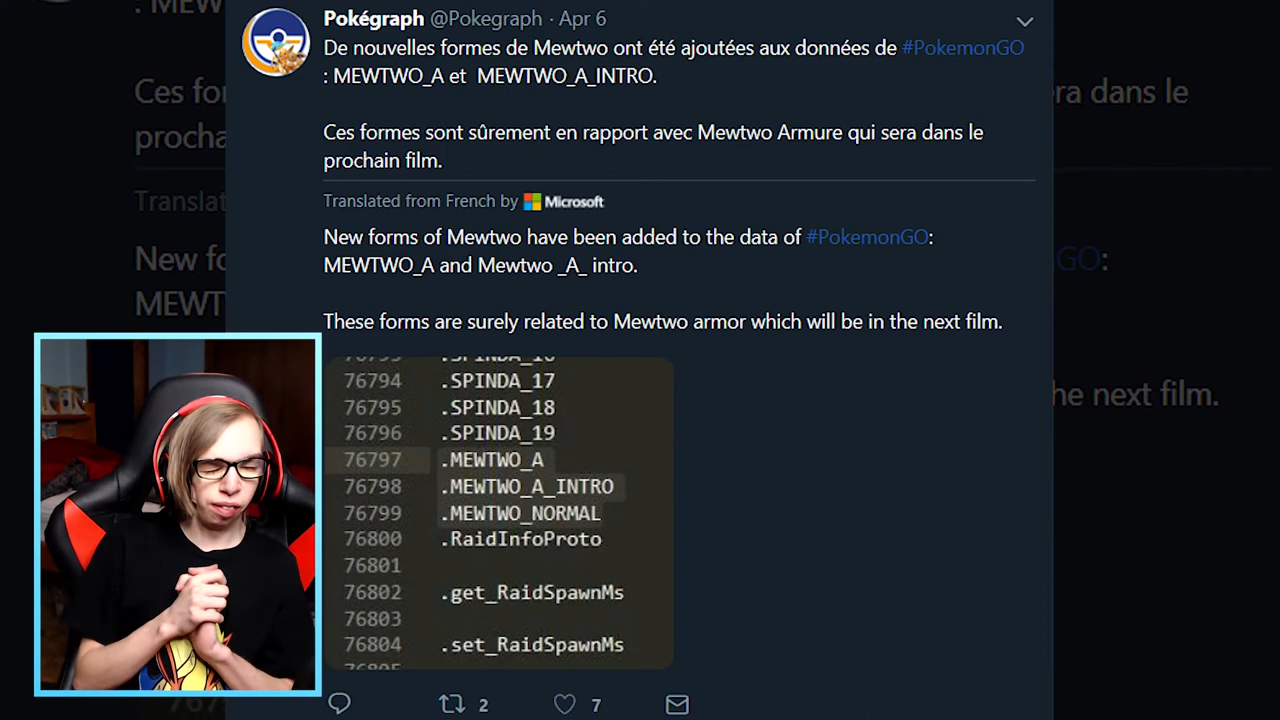 Pokégraph @Pokegraph · Apr 6
De nouvelles formes de Mewtwo ont été ajoutées aux données de #PokemonGO
: MEWTWO_A et MEWTWO_A_INTRO.
Ces formes sont sûrement en rapport avec Mewtwo Armure qui sera dans le
prochain film.
Translated from French by Microsoft
New forms of Mewtwo have been added to the data of #PokemonGO:
MEWTWO_A and Mewtwo _A_ intro.
These forms are surely related to Mewtwo armor which will be in the next film.
76794 .SPINDA_17
76795 .SPINDA_18
76796 .SPINDA_19
76797 .MEWTWO_A
76798 .MEWTWO_A_INTRO
76799 .MEWTWO_NORMAL
76800 .RaidInfoProto
76801
76802 .get_RaidSpawnMs
76803
76804 .set_RaidSpawnMs
2 7